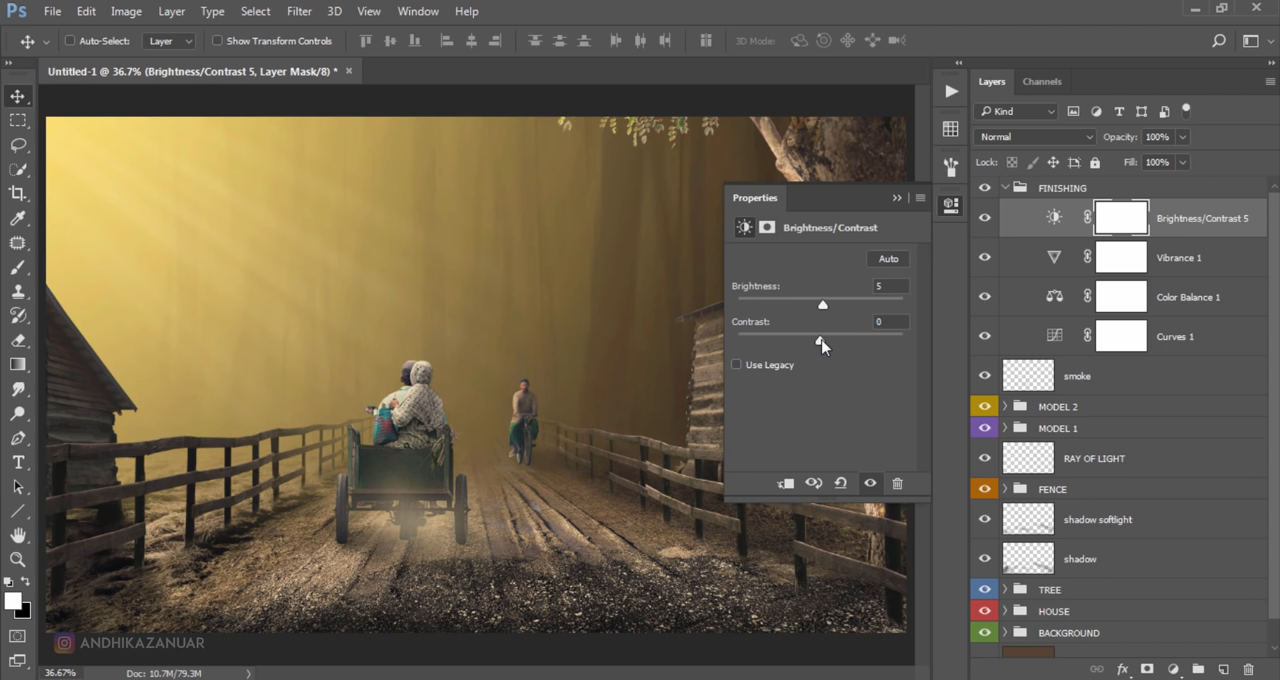 Ps File Edit Image Layer Type Select Filter 3D View Window Help
Auto-Select: Layer Show Transform Controls 3D Mode:
Untitled-1 @ 36.7% (Brightness/Contrast 5, Layer Mask/8) * ×
Layers Channels
Kind
Normal Opacity: 100%
Lock: Fill: 100%
FINISHING
Brightness/Contrast 5
Vibrance 1
Color Balance 1
Curves 1
smoke
MODEL 2
MODEL 1
RAY OF LIGHT
FENCE
shadow softlight
shadow
TREE
HOUSE
BACKGROUND
Properties
Brightness/Contrast
Auto
Brightness: 5
Contrast: 0
Use Legacy
ANDHIKAZANUAR
36.67% Doc: 10.7M/79.3M